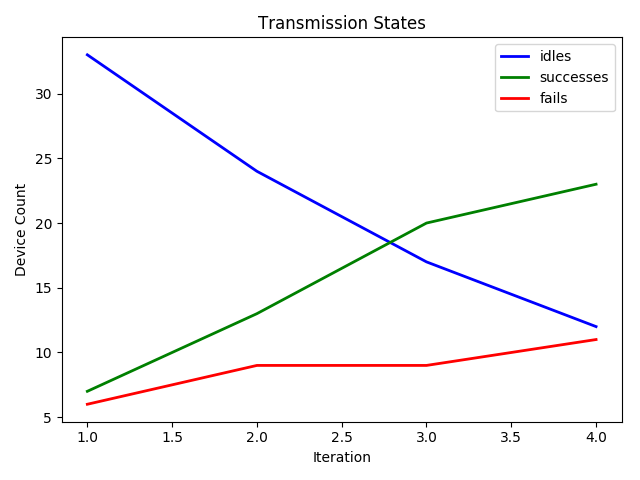 Transmission States
idles
successes
fails
Device Count
30
25
20
15
10
5
1.0 1.5 2.0 2.5 3.0 3.5 4.0
Iteration